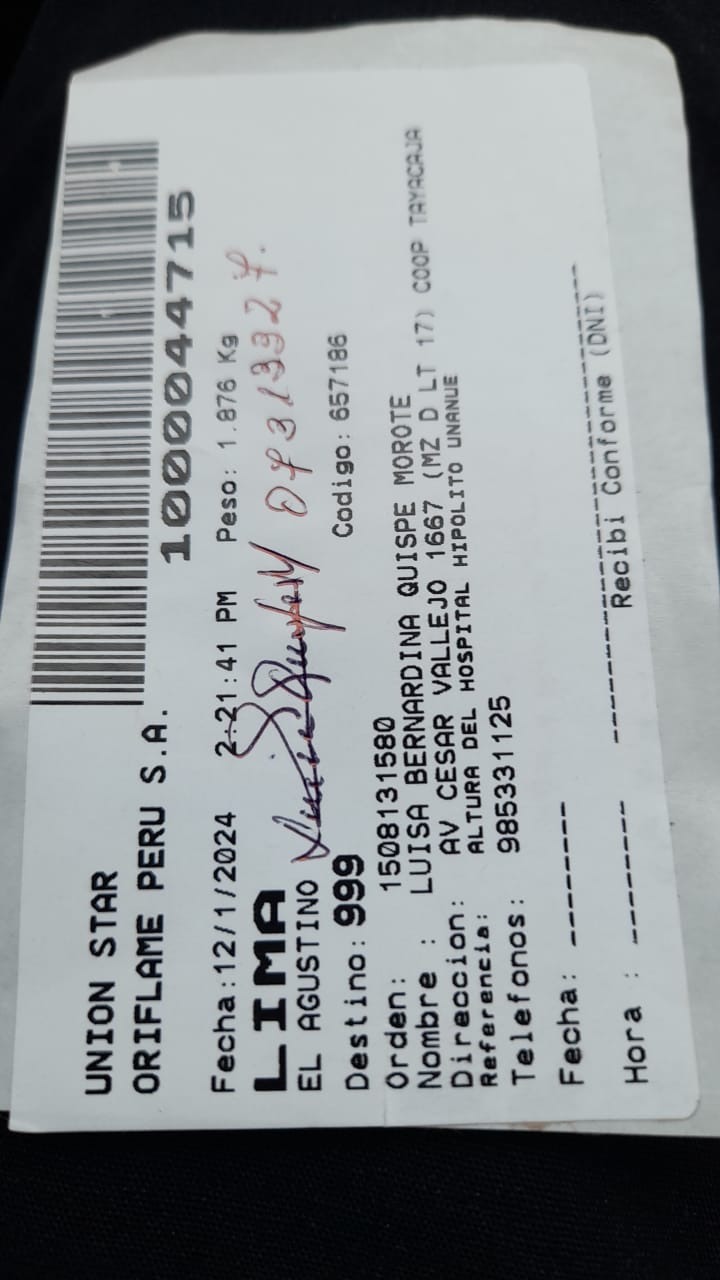 UNION STAR
ORIFLAME PERU S.A.
10000044715
Fecha:12/1/2024 2:21:41 PM Peso: 1.876 Kg
LIMA
EL AGUSTINO
Destino: 999 Codigo: 657186
Orden: 1508131580
Nombre : LUISA BERNARDINA QUISPE MOROTE
Direccion: AV CESAR VALLEJO 1667 (MZ D LT 17) COOP TAYACAJA
Referencia: ALTURA DEL HOSPITAL HIPOLITO UNANUE
Telefonos: 985331125
Fecha: --------
Hora : --------
Recibi Conforme (DNI)